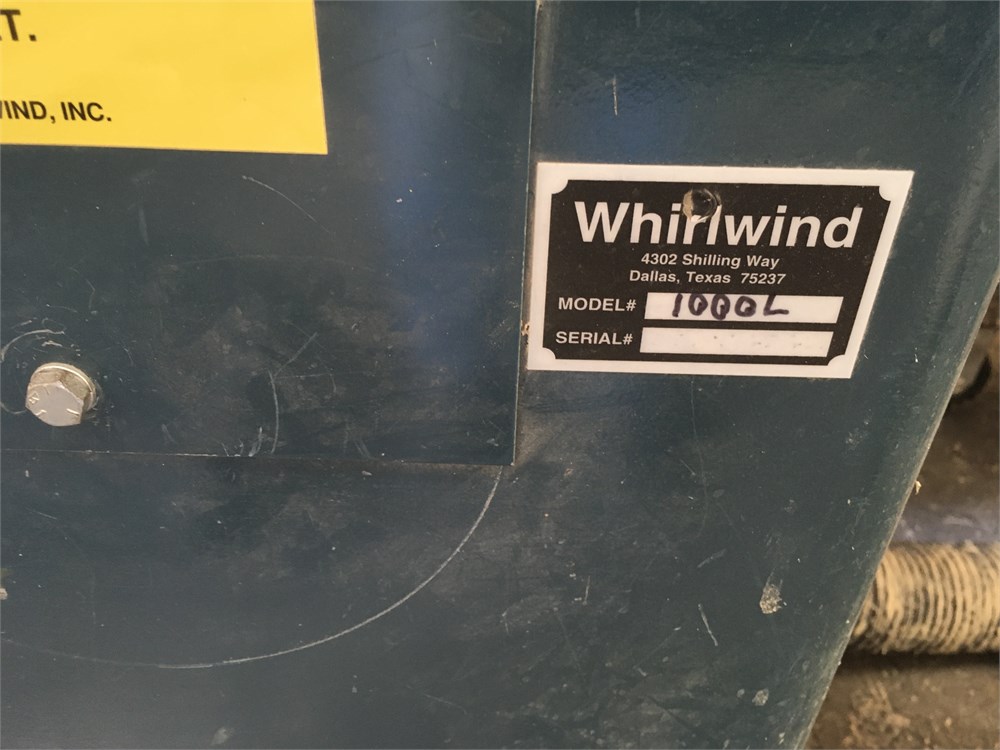 T.
WIND, INC.
Whirlwind
4302 Shilling Way
Dallas, Texas 75237
MODEL# 1000L
SERIAL#